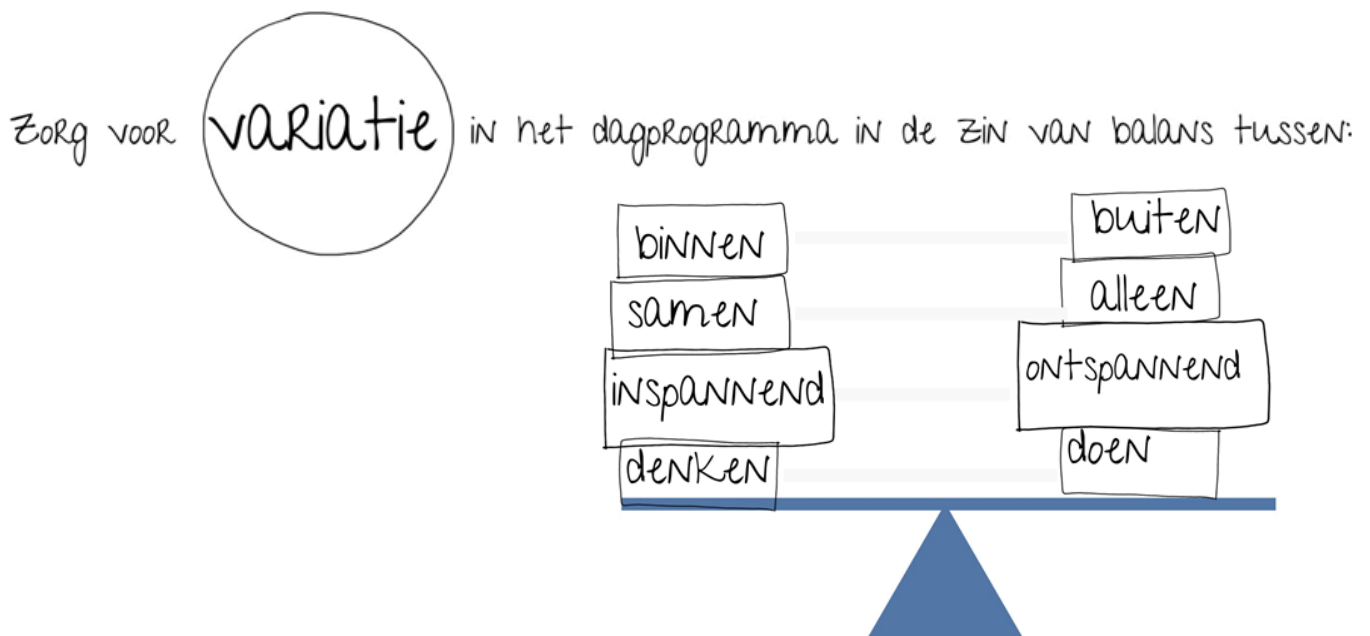 Zorg voor variatie in het dagprogramma in de zin van balans tussen:
binnen buiten
samen alleen
inspannend ontspannend
denken doen